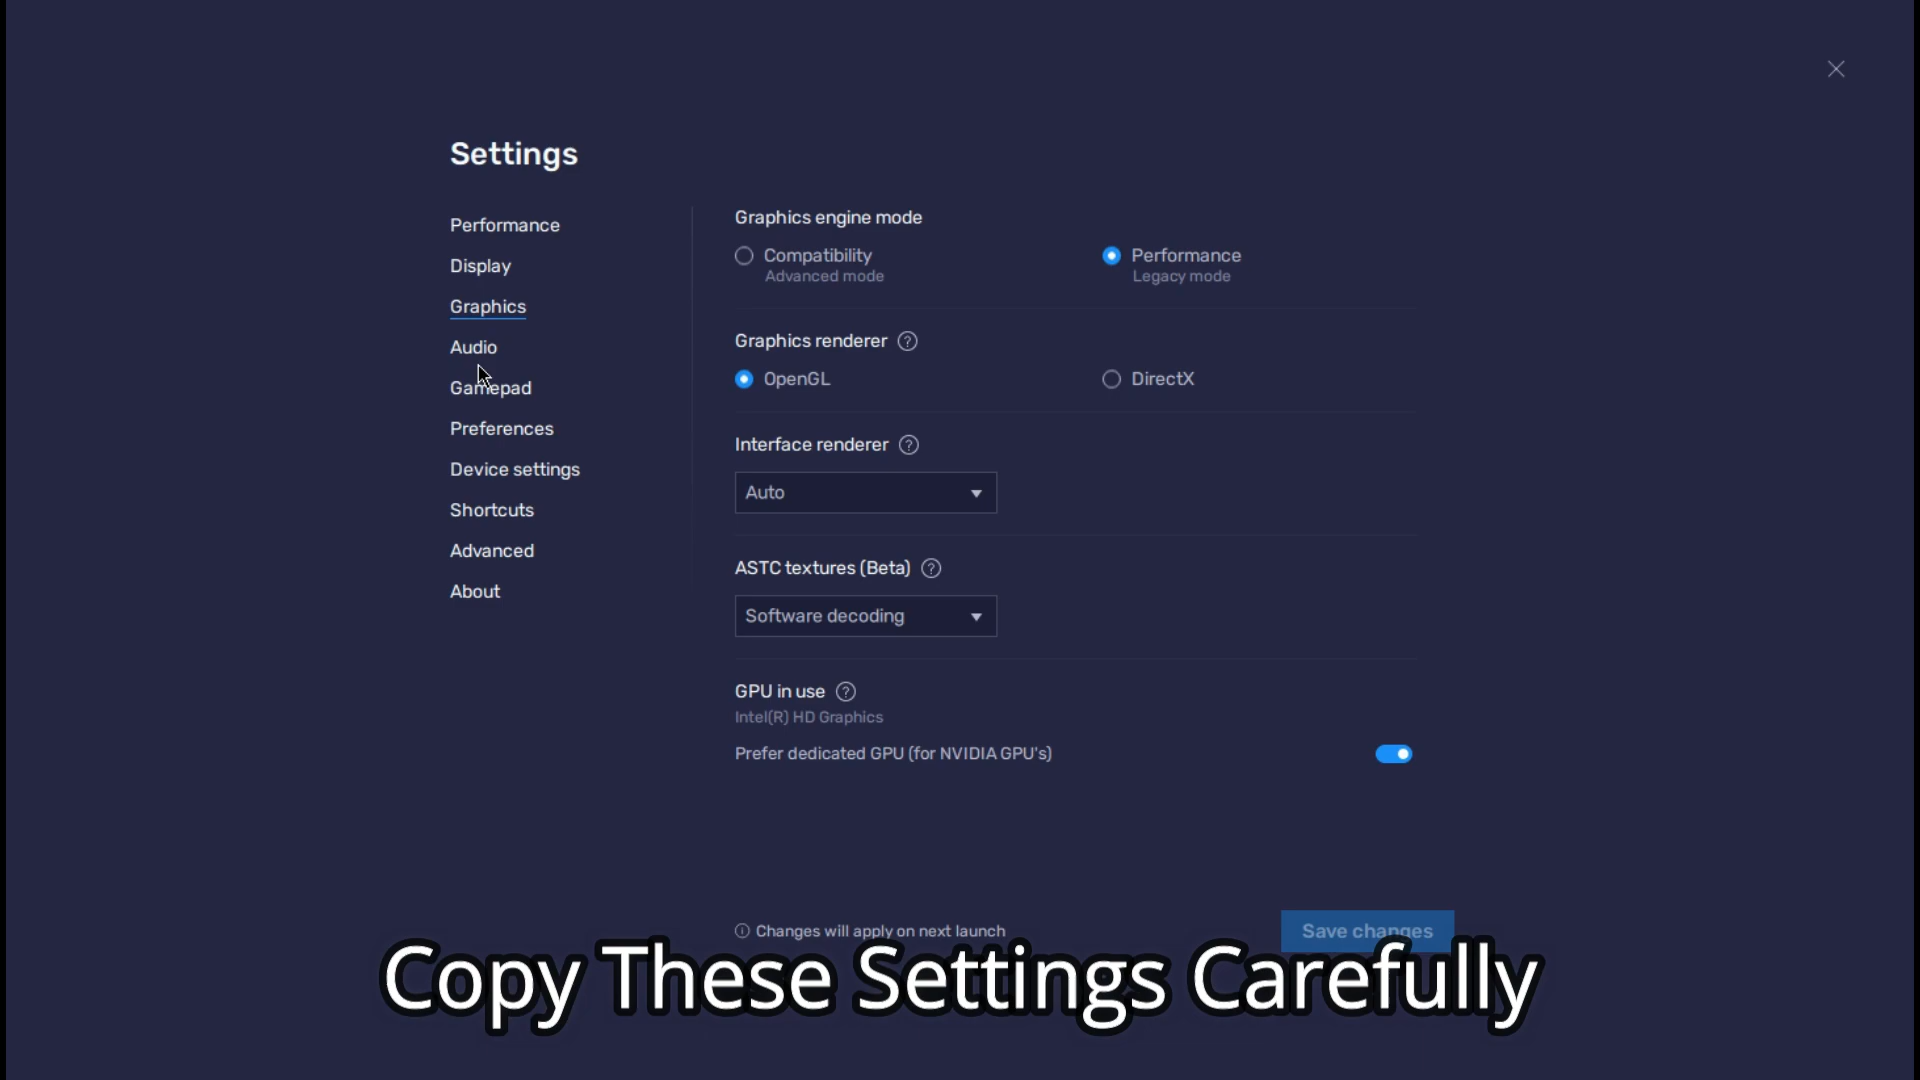 Settings
Performance
Display
Graphics
Audio
Gamepad
Preferences
Device settings
Shortcuts
Advanced
About
Graphics engine mode
Compatibility
Advanced mode
Performance
Legacy mode
Graphics renderer ?
OpenGL
DirectX
Interface renderer ?
Auto
ASTC textures (Beta) ?
Software decoding
GPU in use ?
Intel(R) HD Graphics
Prefer dedicated GPU (for NVIDIA GPU's)
Changes will apply on next launch
Save changes
Copy These Settings Carefully